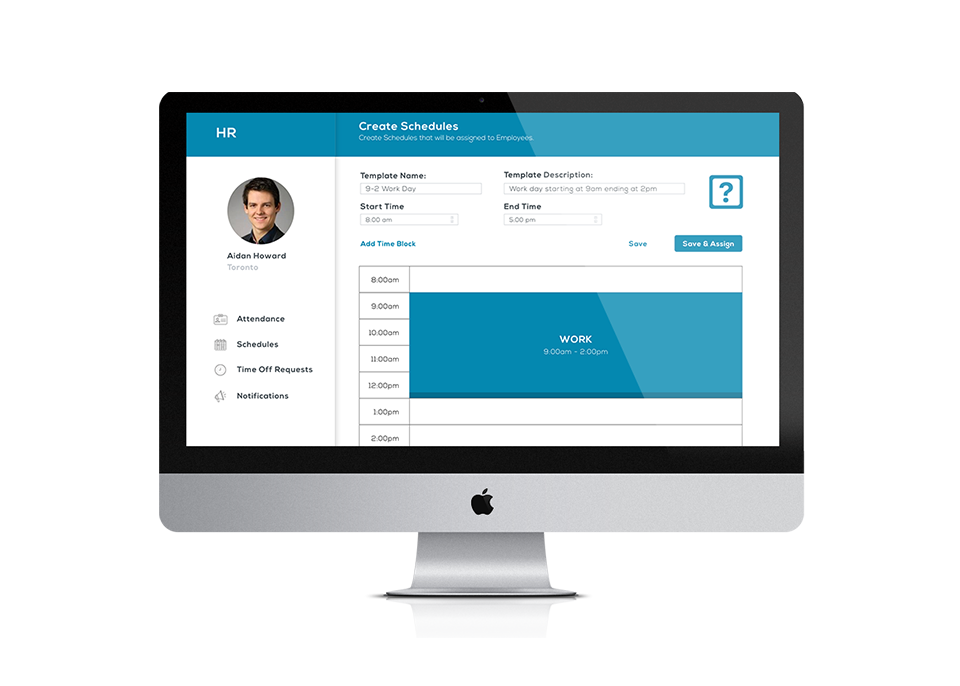 HR
Create Schedules
Create Schedules that will be assigned to Employees.
Aidan Howard
Toronto
Attendance
Schedules
Time Off Requests
Notifications
Template Name:
9-2 Work Day
Template Description:
Work day starting at 9am ending at 2pm
?
Start Time
8:00 am
End Time
5:00 pm
Add Time Block
Save
Save & Assign
8:00am
9:00am
10:00am
11:00am
12:00pm
1:00pm
2:00pm
WORK
9:00am - 2:00pm